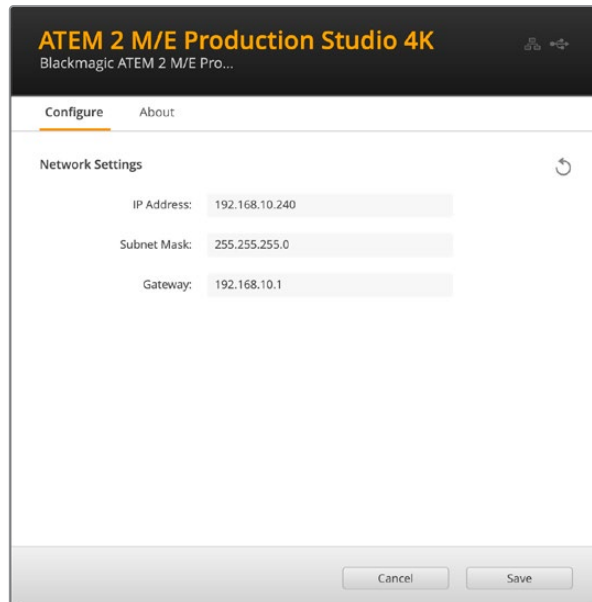 ATEM 2 M/E Production Studio 4K
Blackmagic ATEM 2 M/E Pro...
Configure About
Network Settings
IP Address: 192.168.10.240
Subnet Mask: 255.255.255.0
Gateway: 192.168.10.1
Cancel Save